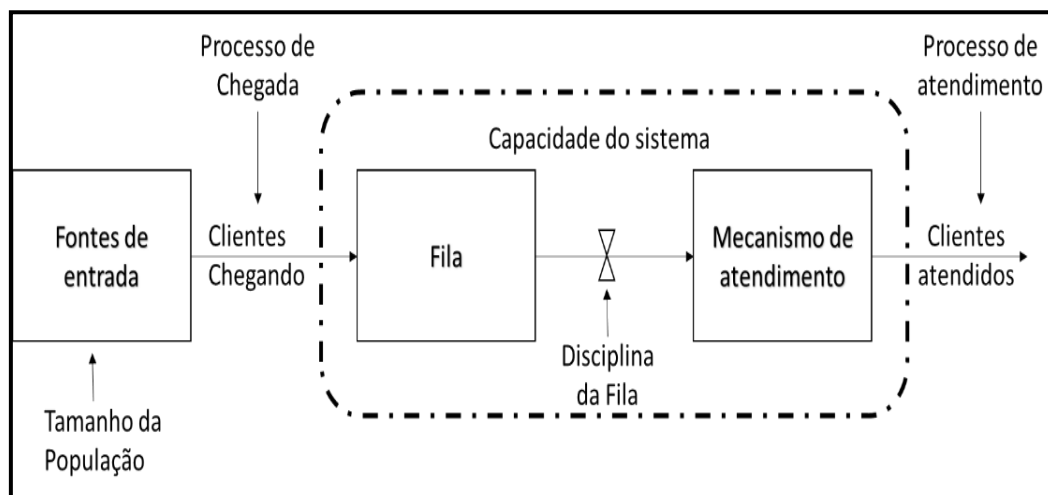 Processo de
Chegada
Processo de
atendimento
Capacidade do sistema
Fontes de
entrada
Clientes
Chegando
Fila
Mecanismo de
atendimento
Clientes
atendidos
Disciplina
da Fila
Tamanho da
População